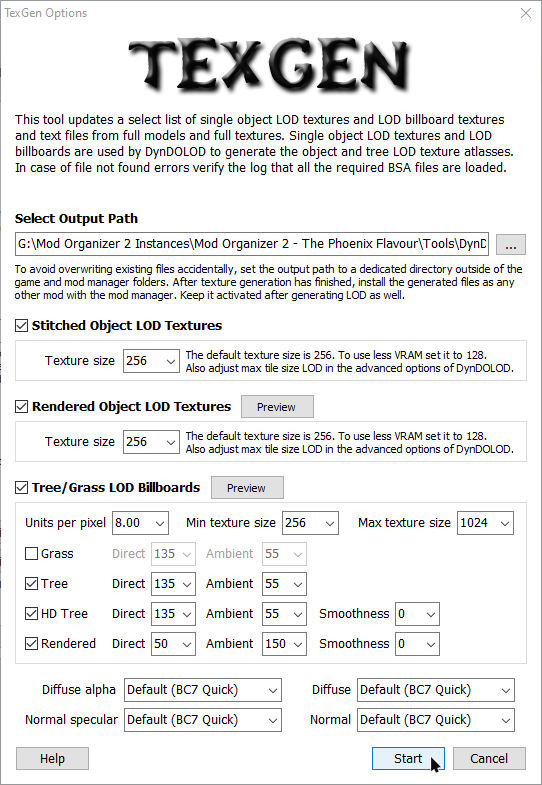 TexGen Options
TEXGEN
This tool updates a select list of single object LOD textures and LOD billboard textures
and text files from full models and full textures. Single object LOD textures and LOD
billboards are used by DynDOLOD to generate the object and tree LOD texture atlasses.
In case of file not found errors verify the log that all the required BSA files are loaded.
Select Output Path
G:\Mod Organizer 2 Instances\Mod Organizer 2 - The Phoenix Flavour\Tools\DynD ...
To avoid overwriting existing files accidentally, set the output path to a dedicated directory outside of the
game and mod manager folders. After texture generation has finished, install the generated files as any
other mod with the mod manager. Keep it activated after generating LOD as well.
Stitched Object LOD Textures
Texture size 256 The default texture size is 256. To use less VRAM set it to 128.
Also adjust max tile size LOD in the advanced options of DynDOLOD.
Rendered Object LOD Textures Preview
Texture size 256 The default texture size is 256. To use less VRAM set it to 128.
Also adjust max tile size LOD in the advanced options of DynDOLOD.
Tree/Grass LOD Billboards Preview
Units per pixel 8.00 Min texture size 256 Max texture size 1024
Grass Direct 135 Ambient 55
Tree Direct 135 Ambient 55
HD Tree Direct 135 Ambient 55 Smoothness 0
Rendered Direct 50 Ambient 150 Smoothness 0
Diffuse alpha Default (BC7 Quick) Diffuse Default (BC7 Quick)
Normal specular Default (BC7 Quick) Normal Default (BC7 Quick)
Help Start Cancel